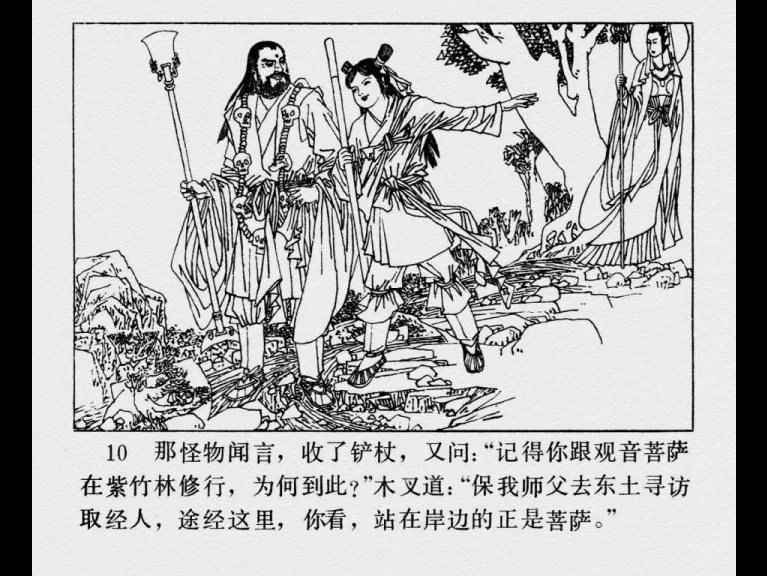 10 那怪物闻言，收了铲杖，又问：“记得你跟观音菩萨
在紫竹林修行，为何到此？”木叉道：“保我师父去东土寻访
取经人，途经这里，你看，站在岸边的正是菩萨。”